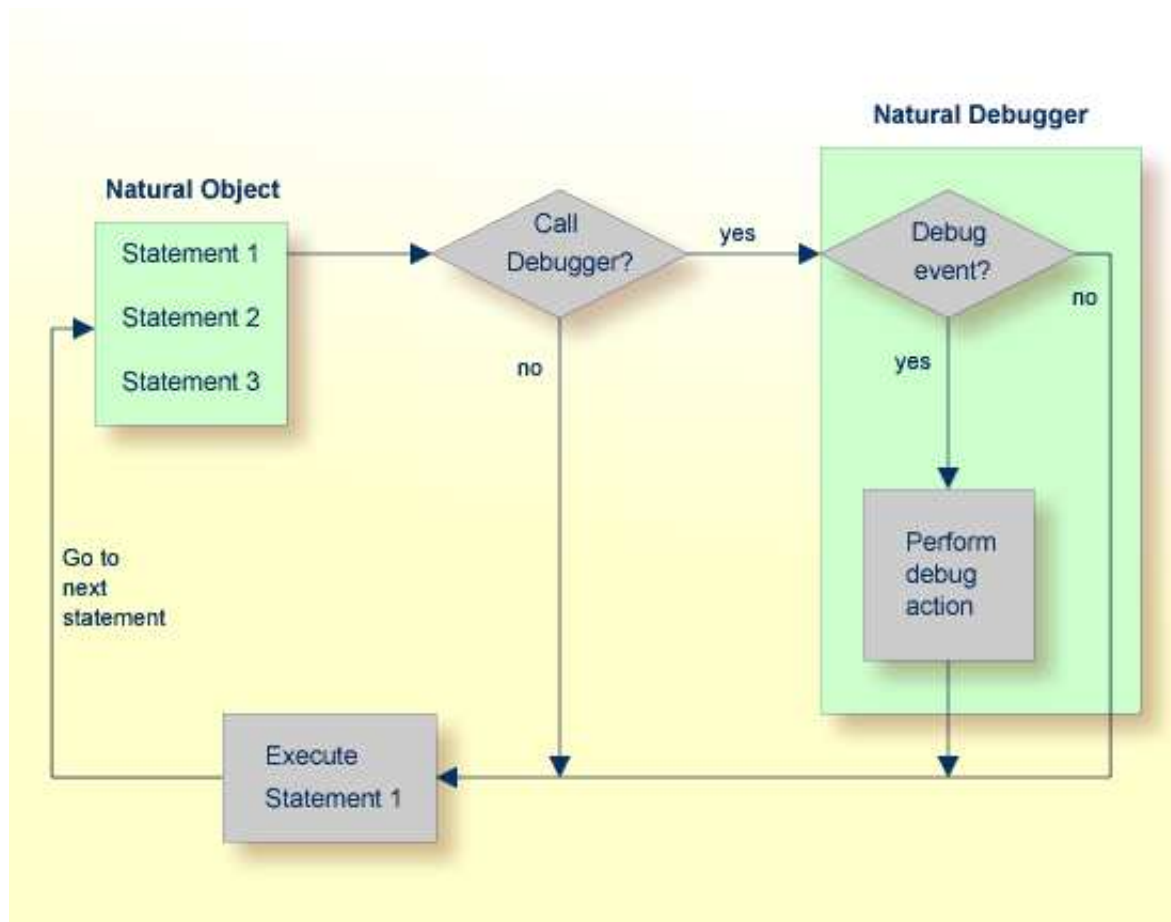 Natural Debugger
Natural Object
Statement 1
Statement 2
Statement 3
Call
Debugger?
yes
Debug
event?
no
no
yes
Perform
debug
action
Go to
next
statement
Execute
Statement 1